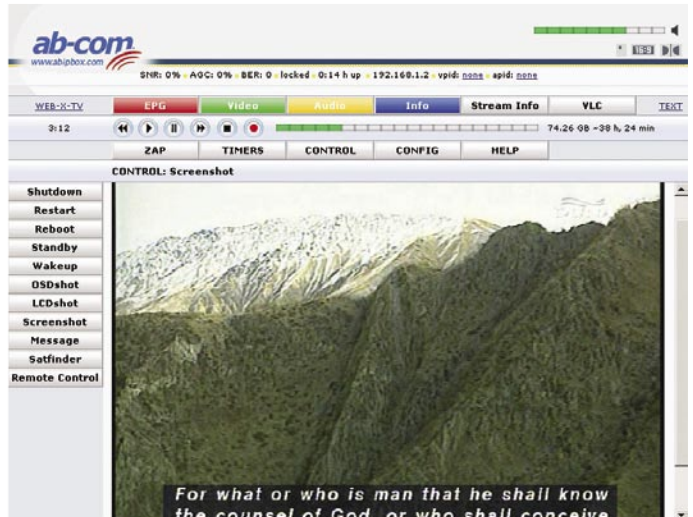 ab-com
www.abipbox.com
16:9
SNR: 0% AGC: 0% BER: 0 locked 0:14 h up 192.168.1.2 vpid: none apid: none
WEB-X-TV EPG Video Audio Info Stream Info VLC TEXT
3:12 74.26 GB ~38 h, 24 min
ZAP TIMERS CONTROL CONFIG HELP
CONTROL: Screenshot
Shutdown
Restart
Reboot
Standby
Wakeup
OSDshot
LCDshot
Screenshot
Message
Satfinder
Remote Control
For what or who is man that he shall know
the counsel of God, or who shall conceive